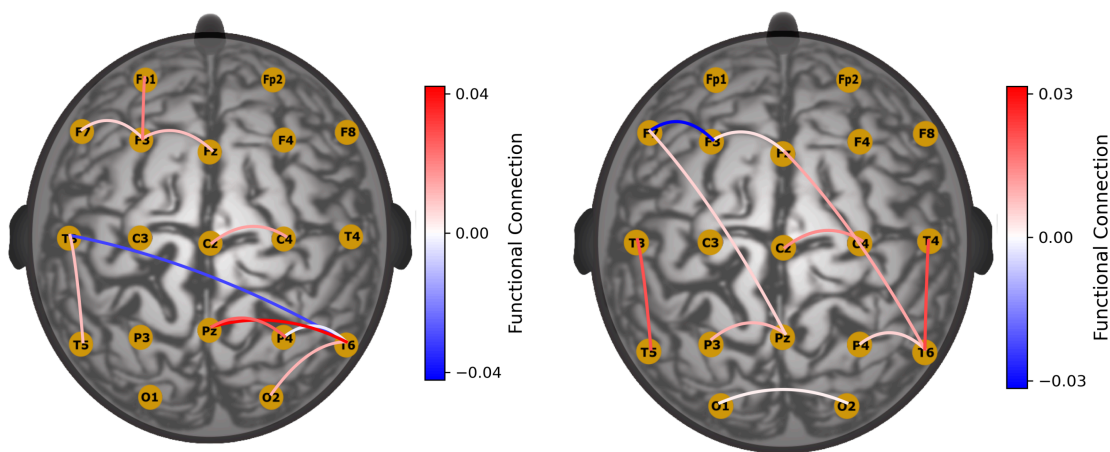 Fp1 Fp2
F7 F3 Fz F4 F8
T3 C3 C2 C4 T4
T5 P3 Pz P4 T6
O1 O2
0.04
0.00
−0.04
Functional Connection
Fp1 Fp2
F7 F3 Fz F4 F8
T3 C3 C2 C4 T4
T5 P3 Pz P4 T6
O1 O2
0.03
0.00
−0.03
Functional Connection